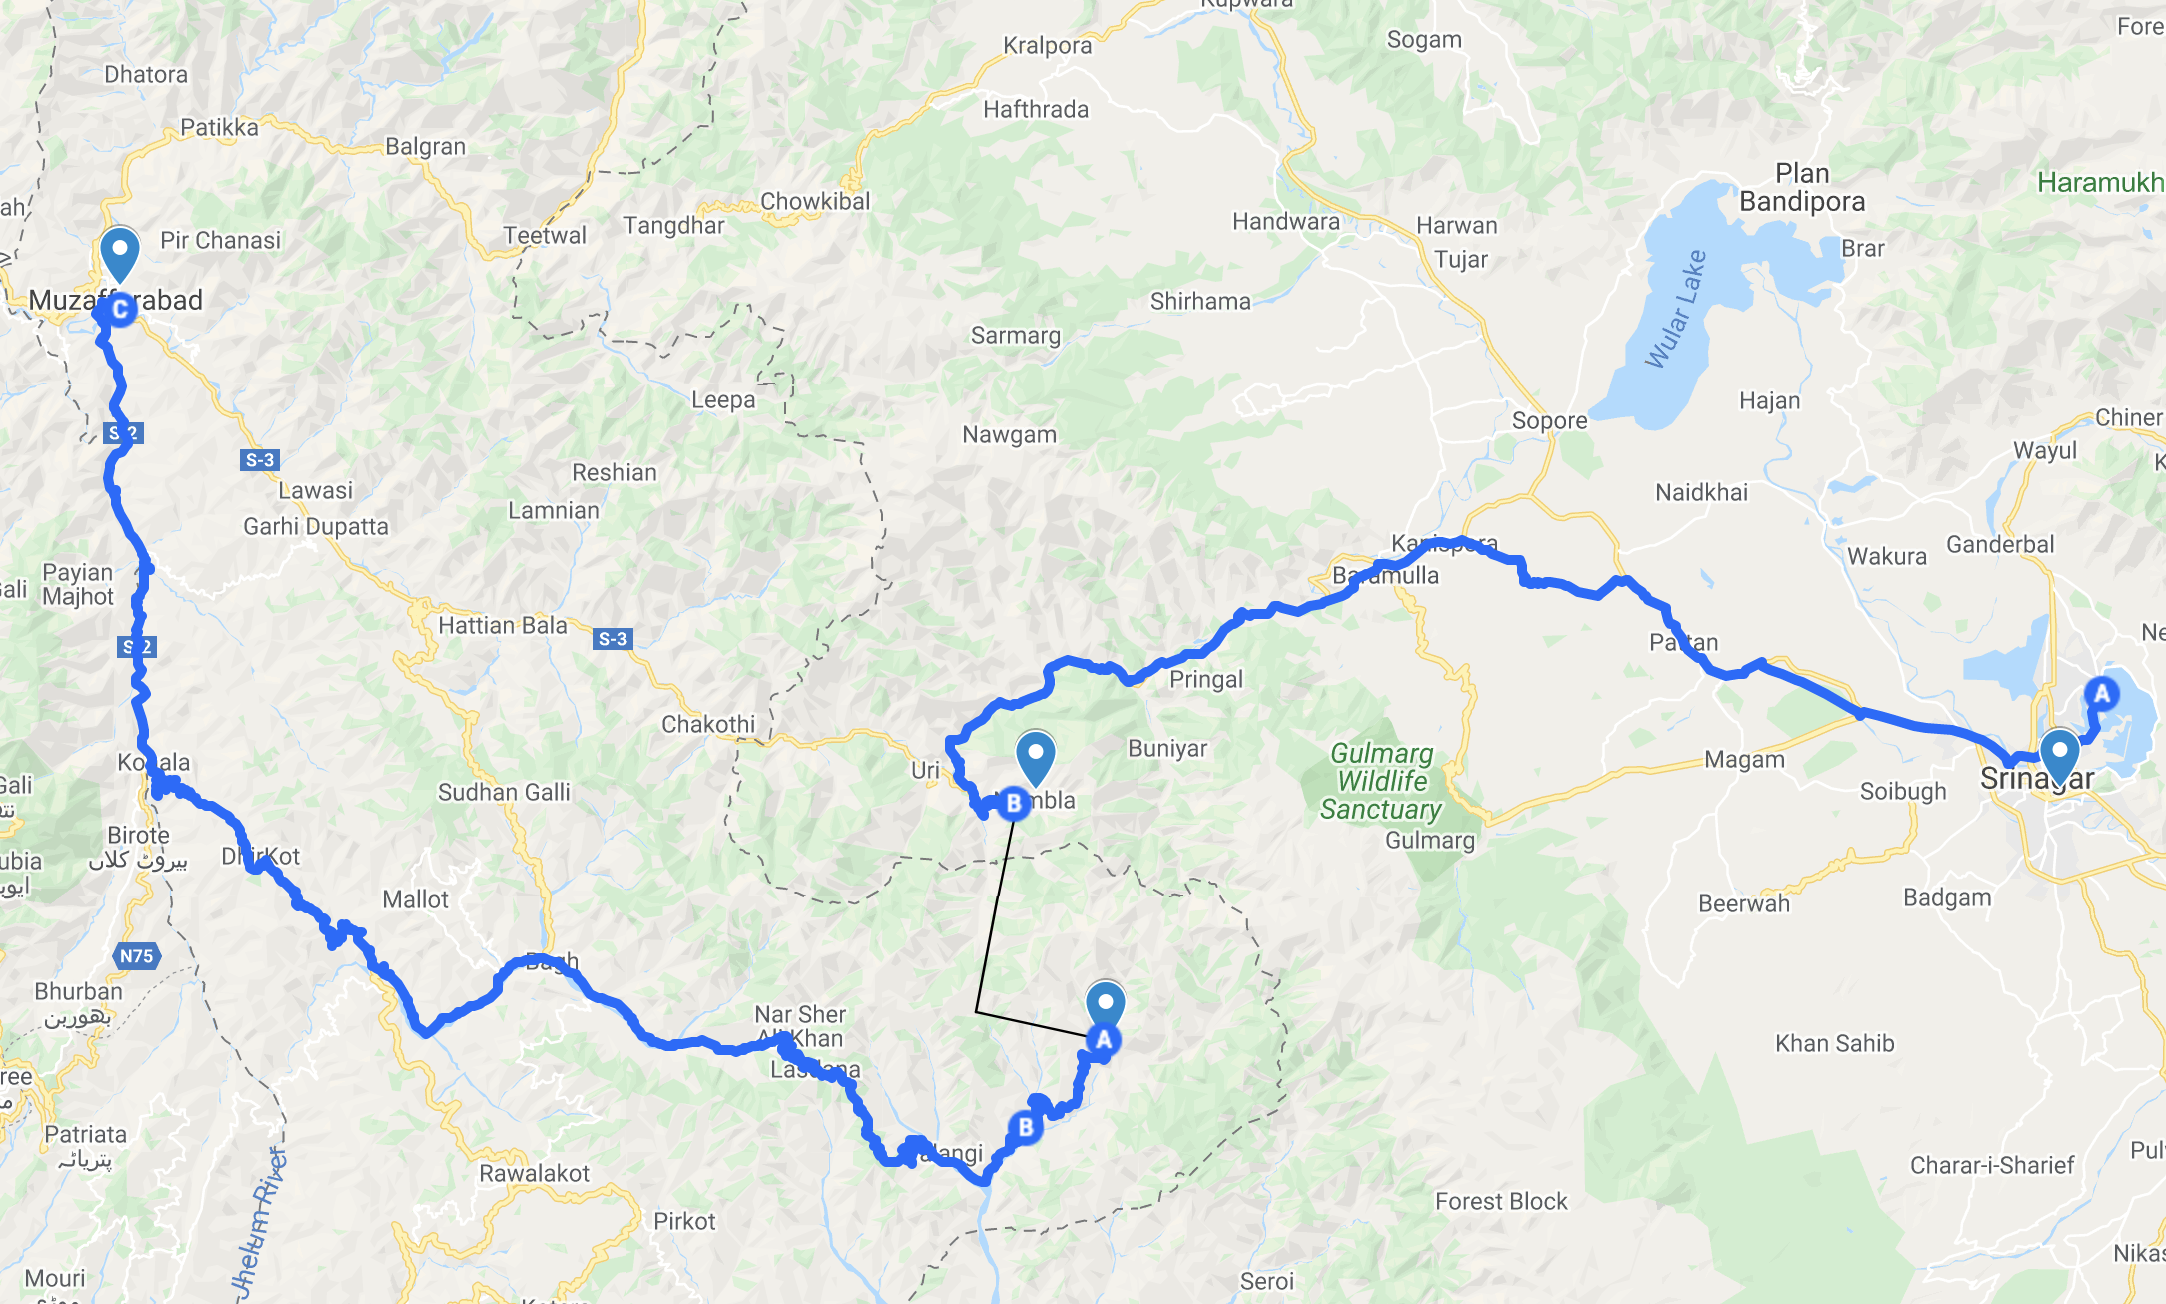 Kupwara
Fore
Sogam
Kralpora
Dhatora
Hafthrada
Patikka
Balgran
Plan
Bandipora
Haramukh
Chowkibal
ah
Tangdhar
Handwara
Harwan
Teetwal
Pir Chanasi
Brar
Tujar
Wular Lake
Muzafferabad
C
Shirhama
Sarmarg
Leepa
Hajan
Chiner
Sopore
S-2
Nawgam
Wayul
S-3
Reshian
Lawasi
Naidkhai
Lamnian
Garhi Dupatta
Kanispora
Ganderbal
Wakura
Payian
Majhot
Gali
Baramulla
Hattian Bala
S-3
Ne
S-2
Pattan
Pringal
A
Chakothi
Buniyar
Gulmarg
Wildlife
Sanctuary
Magam
Kohala
Uri
Srinagar
Gali
نتھ
Sudhan Galli
Soibugh
B
Nambla
Birote
بیروٹ کلاں
Gulmarg
DhirKot
ubia
ایوب
Mallot
Badgam
Beerwah
N75
Bagh
Bhurban
بھوربن
Nar Sher
Ali Khan
A
Khan Sahib
Lasdana
ree
Patriata
پتریاٹہ
B
Palangi
Pul
Charar-i-Sharief
Rawalakot
Forest Block
Pirkot
Jhelum River
Nikas
Mouri
Seroi